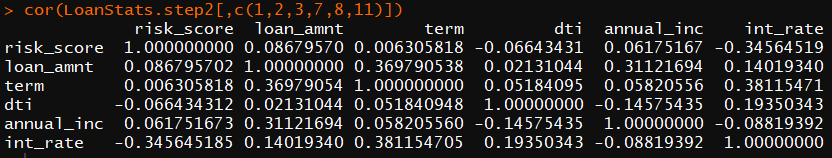 > cor(LoanStats.step2[,c(1,2,3,7,8,11)])
risk_score loan_amnt term dti annual_inc int_rate
risk_score 1.000000000 0.08679570 0.006305818 -0.06643431 0.06175167 -0.34564519
loan_amnt 0.086795702 1.00000000 0.369790538 0.02131044 0.31121694 0.14019340
term 0.006305818 0.36979054 1.000000000 0.05184095 0.05820556 0.38115471
dti -0.066434312 0.02131044 0.051840948 1.00000000 -0.14575435 0.19350343
annual_inc 0.061751673 0.31121694 0.058205560 -0.14575435 1.00000000 -0.08819392
int_rate -0.345645185 0.14019340 0.381154705 0.19350343 -0.08819392 1.00000000